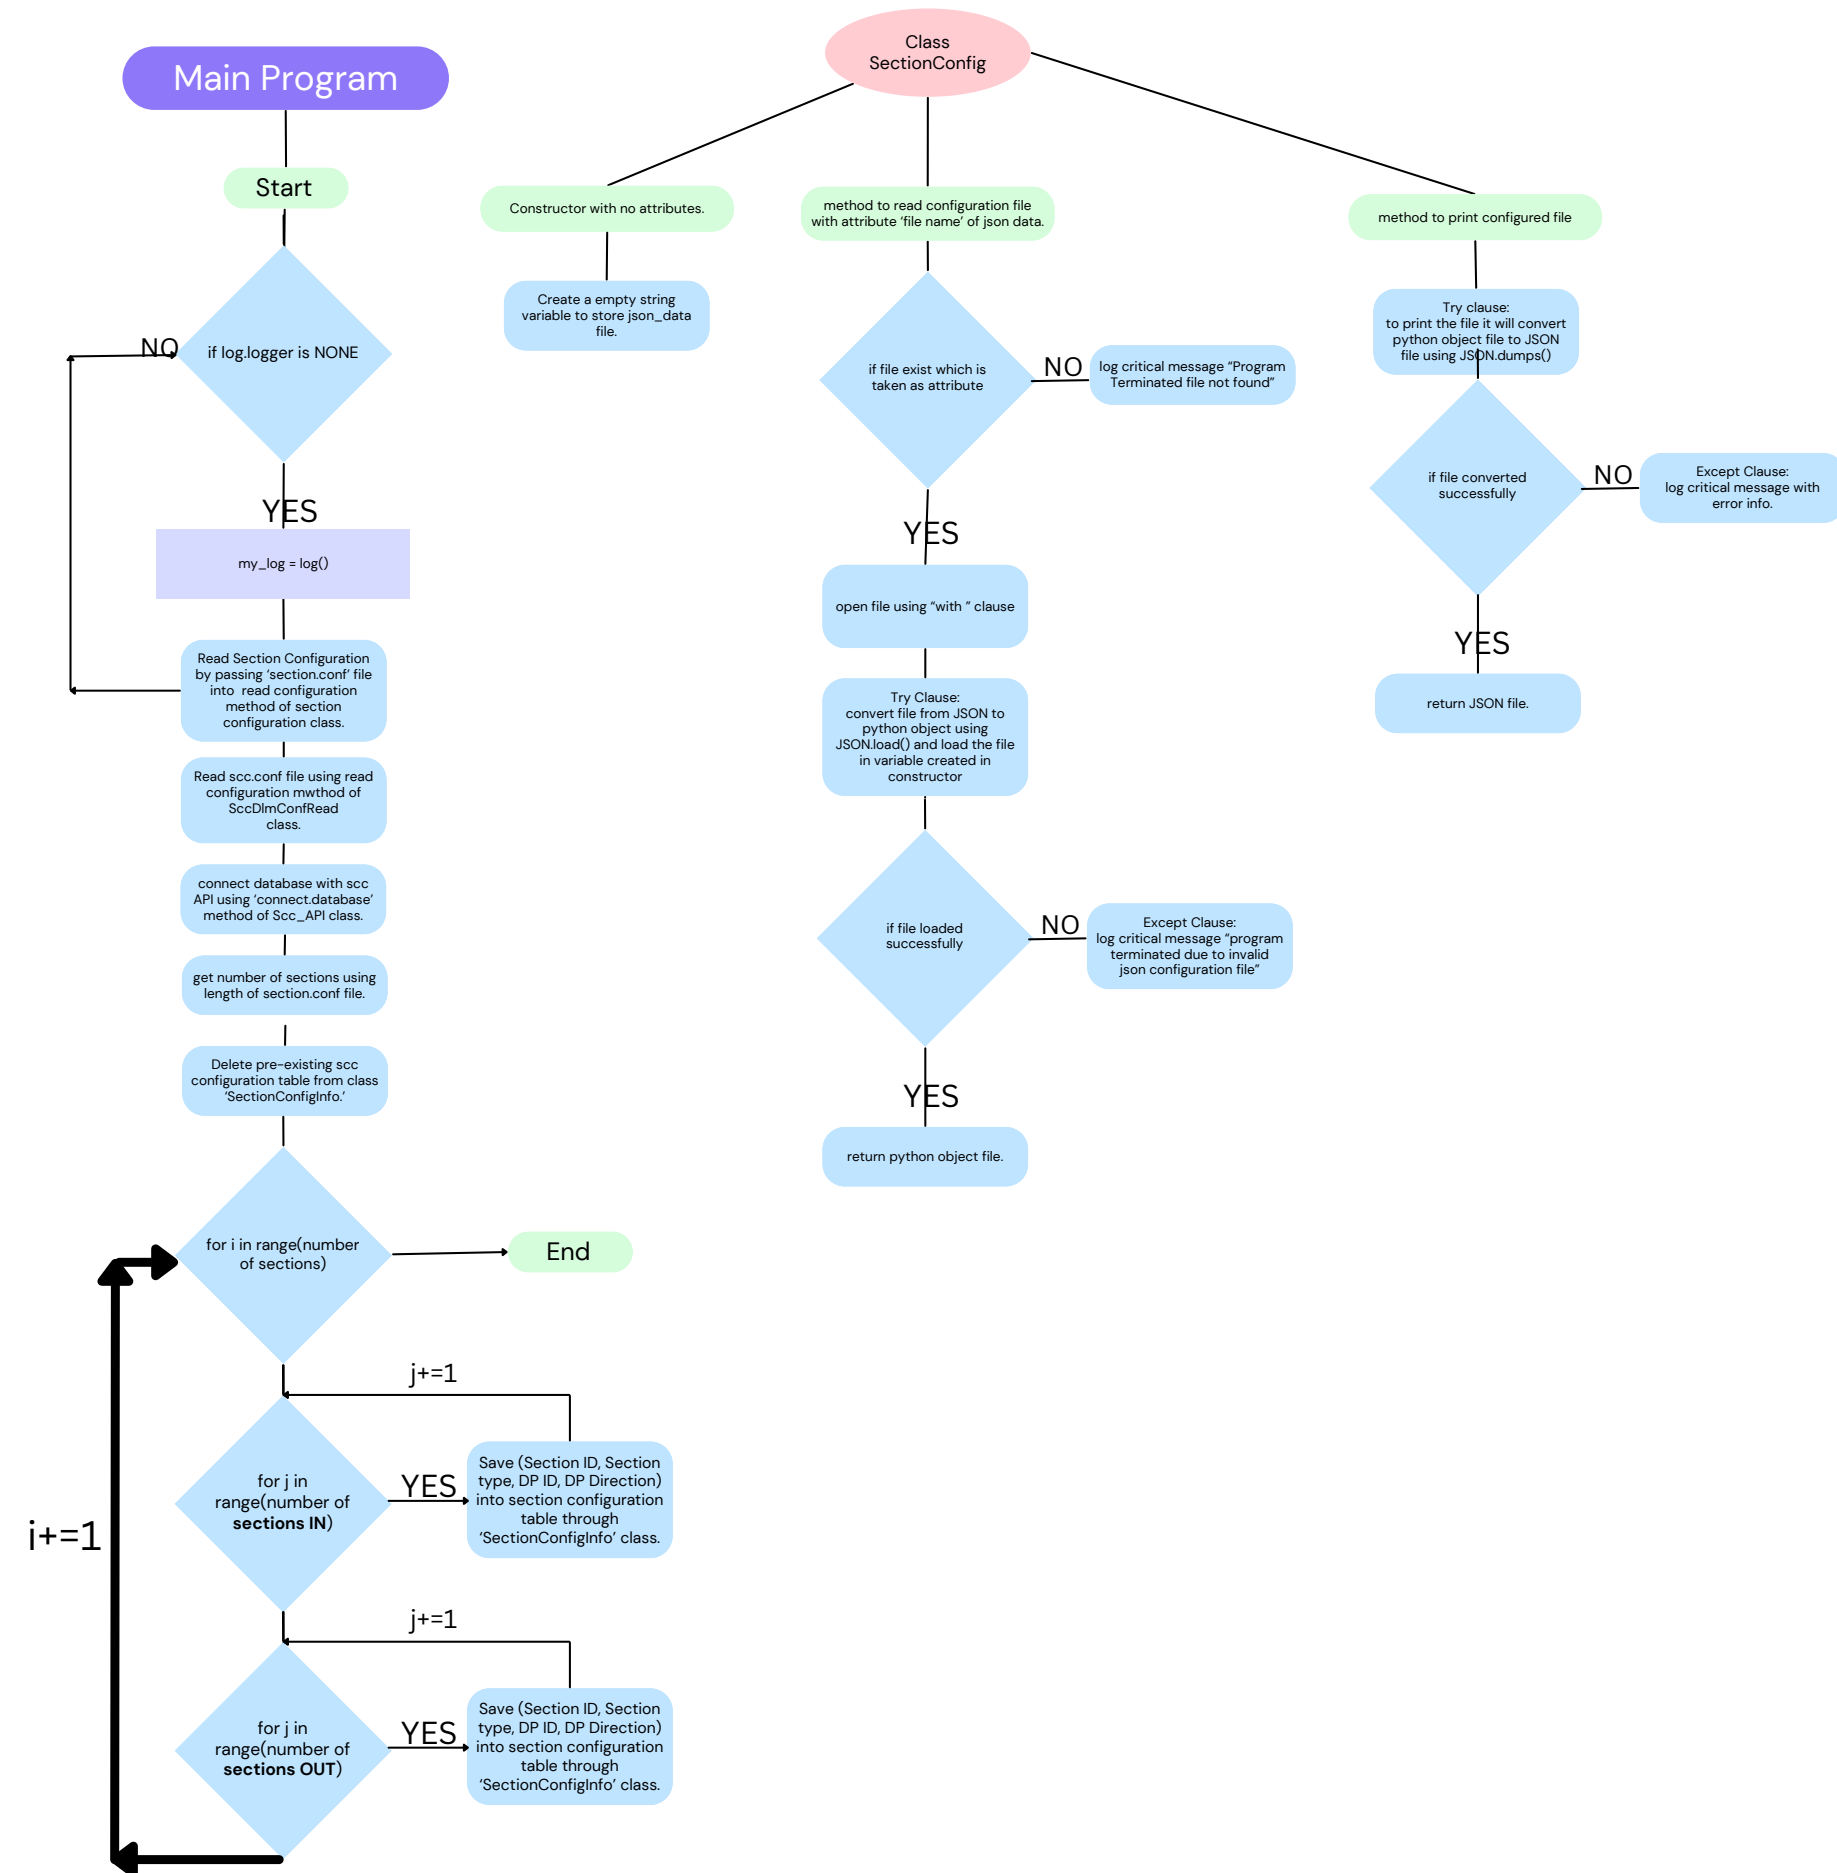 Main Program
Start
NO
if log.logger is NONE
YES
my_log = log()
Read Section Configuration
by passing ‘section.conf’ file
into read configuration
method of section
configuration class.
Read scc.conf file using read
configuration mwthod of
SccDlmConfRead
class.
connect database with scc
API using ‘connect.database’
method of Scc_API class.
get number of sections using
length of section.conf file.
Delete pre-existing scc
configuration table from class
‘SectionConfigInfo.’
for i in range(number
of sections)
End
j+=1
for j in
range(number of
sections IN)
YES
Save (Section ID, Section
type, DP ID, DP Direction)
into section configuration
table through
‘SectionConfigInfo’ class.
i+=1
j+=1
for j in
range(number of
sections OUT)
YES
Save (Section ID, Section
type, DP ID, DP Direction)
into section configuration
table through
‘SectionConfigInfo’ class.
Class
SectionConfig
Constructor with no attributes.
Create a empty string
variable to store json_data
file.
method to read configuration file
with attribute ‘file name’ of json data.
if file exist which is
taken as attribute
NO
log critical message “Program
Terminated file not found”
YES
open file using “with ” clause
Try Clause:
convert file from JSON to
python object using
JSON.load() and load the file
in variable created in
constructor
if file loaded
successfully
NO
Except Clause:
log critical message “program
terminated due to invalid
json configuration file”
YES
return python object file.
method to print configured file
Try clause:
to print the file it will convert
python object file to JSON
file using JSON.dumps()
if file converted
successfully
NO
Except Clause:
log critical message with
error info.
YES
return JSON file.